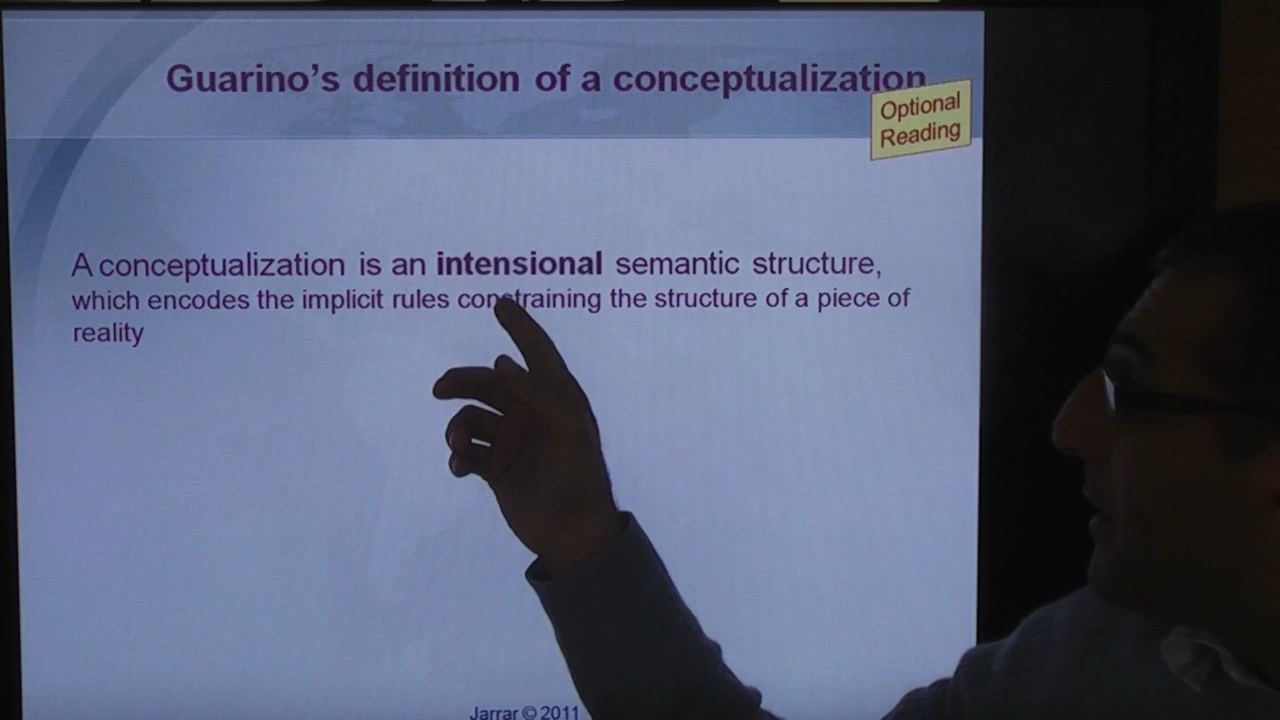 Guarino's definition of a conceptualization
Optional
Reading
A conceptualization is an intensional semantic structure,
which encodes the implicit rules constraining the structure of a piece of
reality
Jarrar © 2011